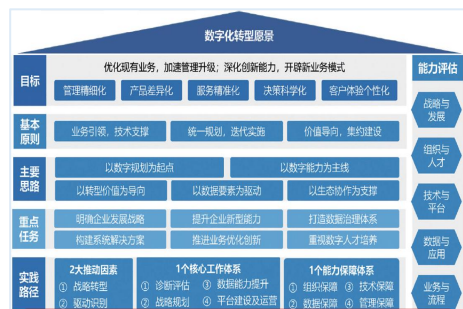 数字化转型愿景
目标
优化现有业务，加速管理升级；深化创新能力，开辟新业务模式
管理精细化
产品差异化
服务精准化
决策科学化
客户体验个性化
基本
原则
业务引领，技术支撑
统一规划，迭代实施
价值导向，集约建设
主要
思路
以数字规划为起点
以数字能力为主线
以转型价值为导向
以数据要素为驱动
以生态协作为支撑
重点
任务
明确企业发展战略
提升企业新型能力
打造数据治理体系
构建系统解决方案
推进业务优化创新
重视数字人才培养
实践
路径
2大推动因素
① 战略转型
② 驱动识别
1个核心工作体系
① 诊断评估 ③ 数据能力提升
② 战略规划 ④ 平台建设及运营
1个能力保障体系
① 组织保障 ③ 技术保障
② 数据保障 ④ 管理保障
能力评估
战略与
发展
组织与
人才
技术与
平台
数据与
应用
业务与
流程